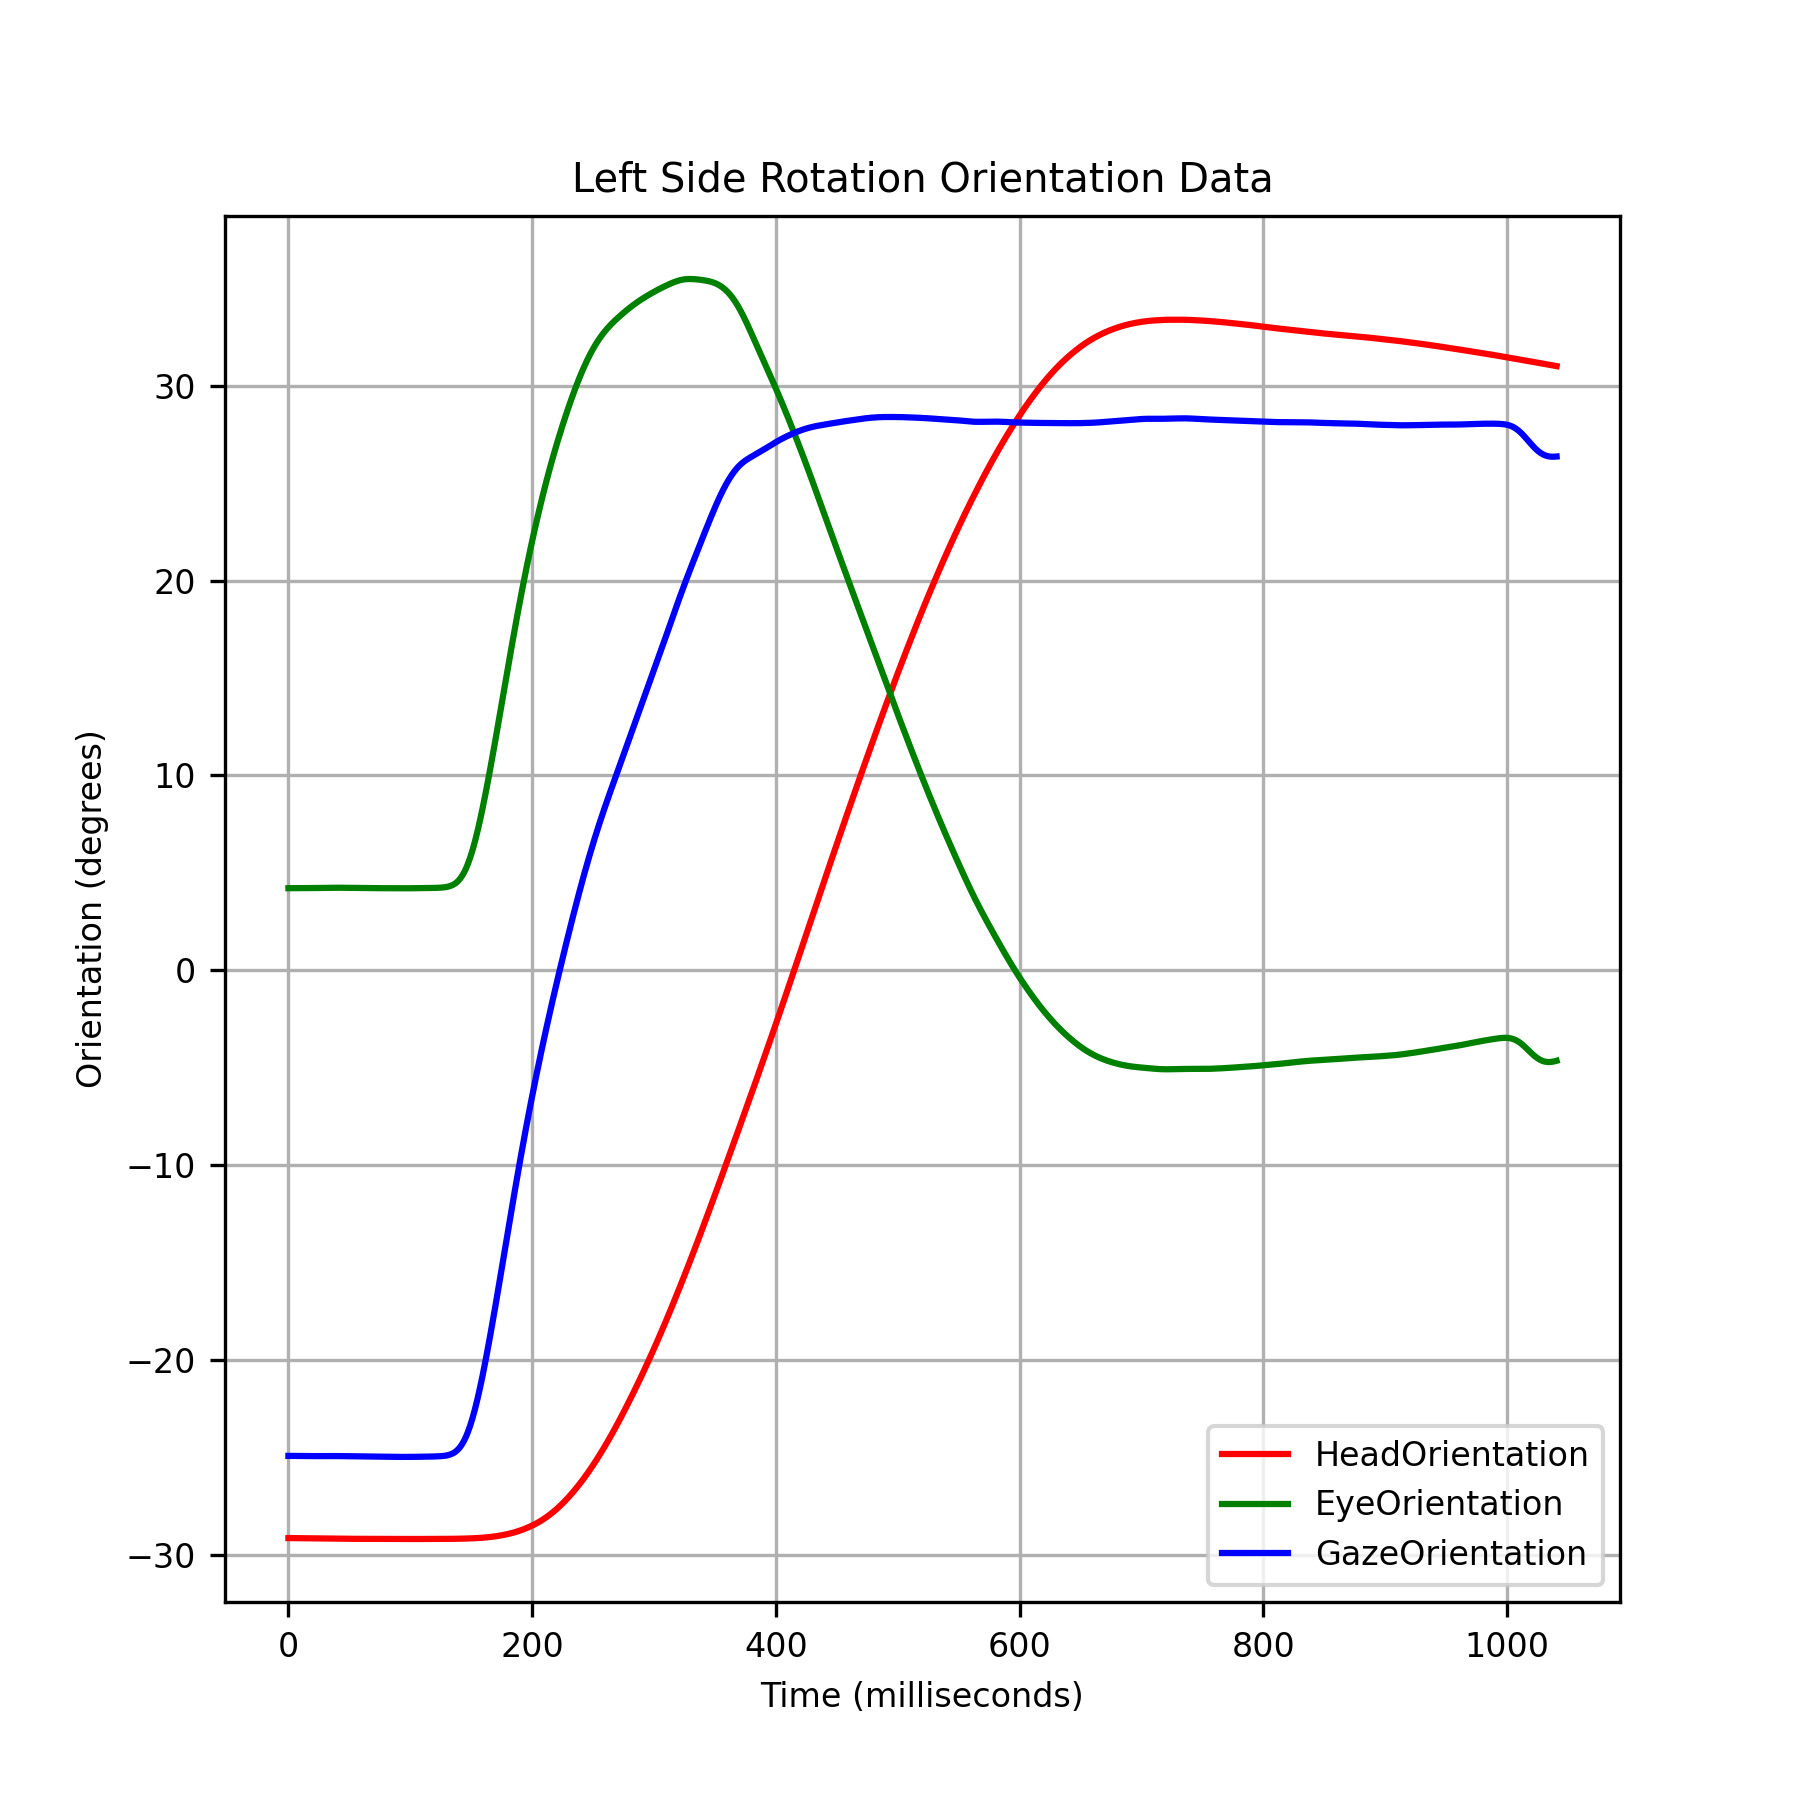 Left Side Rotation Orientation Data
Orientation (degrees)
30
20
10
0
−10
−20
−30
HeadOrientation
EyeOrientation
GazeOrientation
0 200 400 600 800 1000
Time (milliseconds)